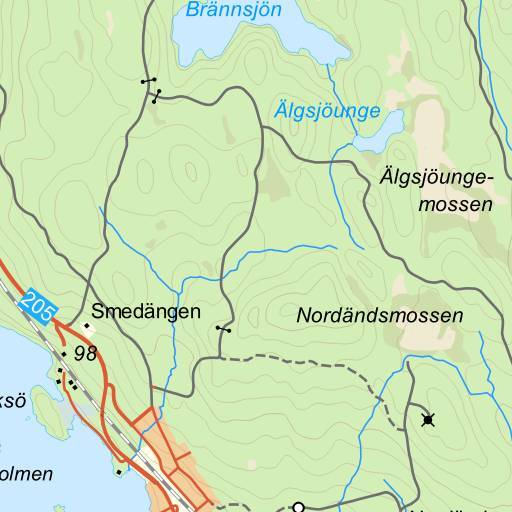 Brännsjön
Älgsjöunge
Älgsjöunge-
mossen
205
Smedängen
Nordändsmossen
98
olmen